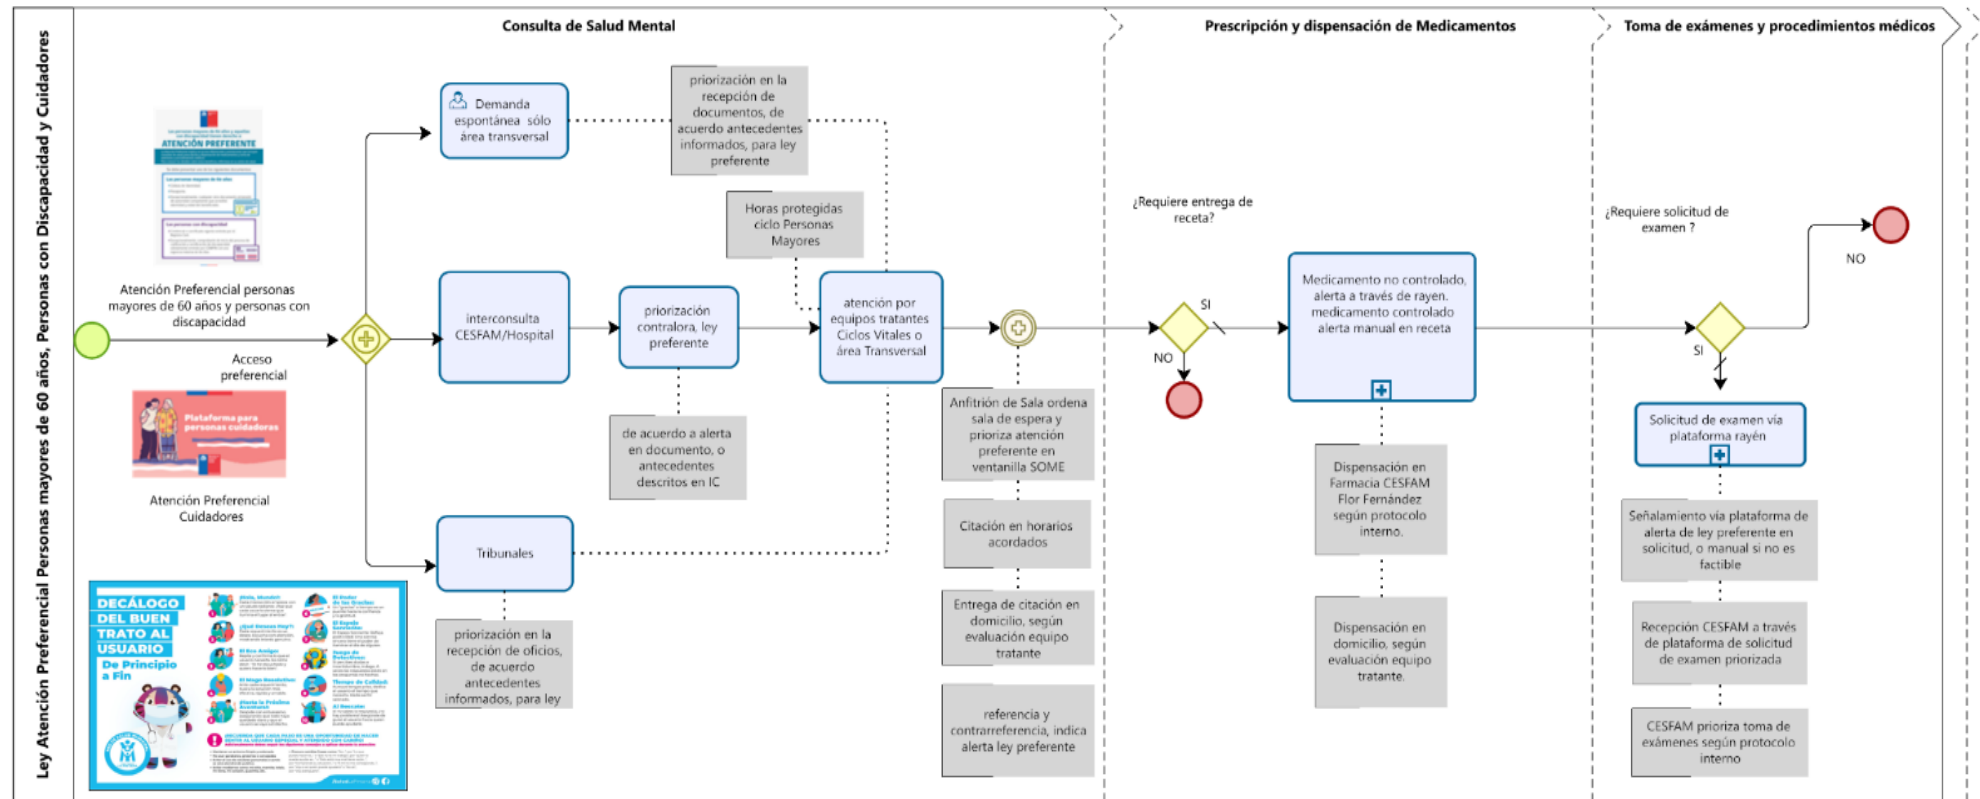 Ley Atención Preferencial Personas mayores de 60 años, Personas con Discapacidad y Cuidadores
Consulta de Salud Mental
Prescripción y dispensación de Medicamentos
Toma de exámenes y procedimientos médicos
ATENCIÓN PREFERENTE
Atención Preferencial personas
mayores de 60 años y personas con
discapacidad
Acceso
preferencial
Plataforma para
personas cuidadoras
Atención Preferencial
Cuidadores
DECÁLOGO
DEL BUEN
TRATO AL
USUARIO
De Principio
a Fin
Demanda
espontánea sólo
área transversal
priorización en la
recepción de
documentos, de
acuerdo antecedentes
informados, para ley
preferente
Horas protegidas
ciclo Personas
Mayores
interconsulta
CESFAM/Hospital
priorización
contralora, ley
preferente
atención por
equipos tratantes
Ciclos Vitales o
área Transversal
de acuerdo a alerta
en documento, o
antecedentes
descritos en IC
Tribunales
priorización en la
recepción de oficios,
de acuerdo
antecedentes
informados, para ley
Anfitrión de Sala ordena
sala de espera y
prioriza atención
preferente en
ventanilla SOME
Citación en horarios
acordados
Entrega de citación en
domicilio, según
evaluación equipo
tratante
referencia y
contrarreferencia, indica
alerta ley preferente
¿Requiere entrega de
receta?
SI
NO
Medicamento no controlado,
alerta a través de rayen.
medicamento controlado
alerta manual en receta
Dispensación en
Farmacia CESFAM
Flor Fernández
según protocolo
interno.
Dispensación en
domicilio, según
evaluación equipo
tratante.
¿Requiere solicitud de
examen ?
NO
SI
Solicitud de examen vía
plataforma rayén
Señalamiento vía plataforma de
alerta de ley preferente en
solicitud, o manual si no es
factible
Recepción CESFAM a través
de plataforma de solicitud
de examen priorizada
CESFAM prioriza toma de
exámenes según protocolo
interno